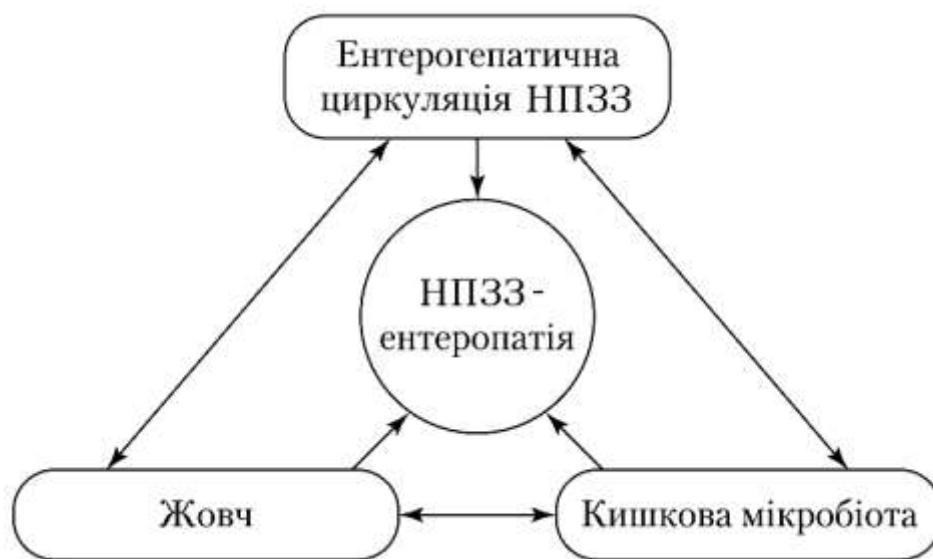 Ентерогепатична
циркуляція НПЗЗ
НПЗЗ-
ентеропатія
Жовч
Кишкова мікробіота